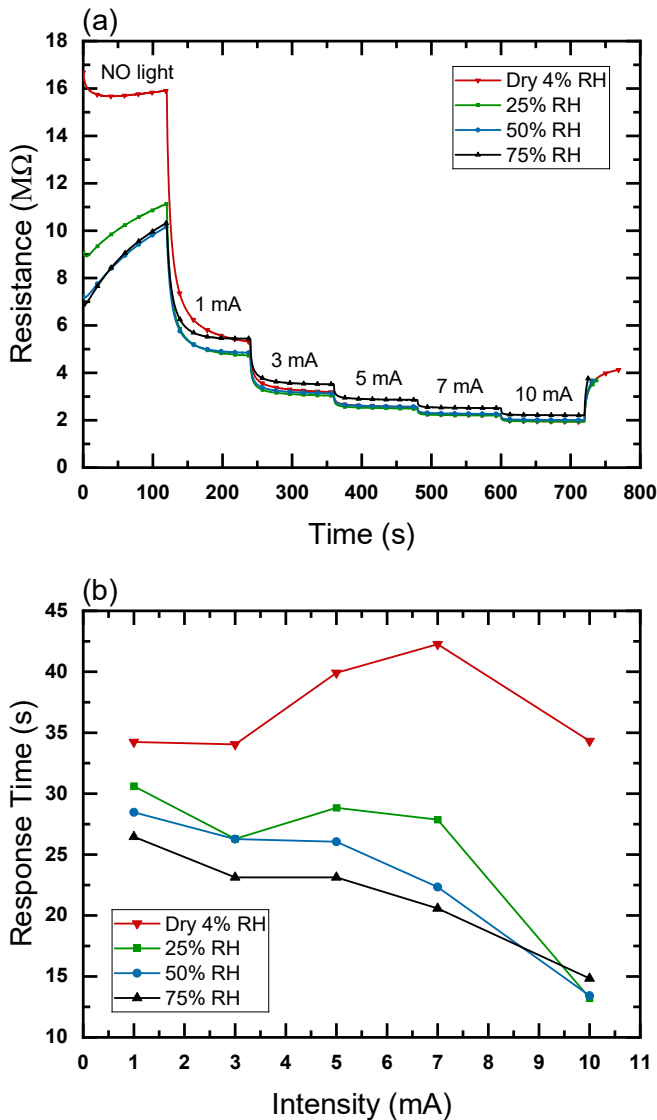 (a)
18
16
14
12
10
8
6
4
2
0
Resistance (MΩ)
NO light
1 mA
3 mA
5 mA
7 mA
10 mA
Dry 4% RH
25% RH
50% RH
75% RH
0 100 200 300 400 500 600 700 800
Time (s)
(b)
45
40
35
30
25
20
15
10
Response Time (s)
Dry 4% RH
25% RH
50% RH
75% RH
0 1 2 3 4 5 6 7 8 9 10 11
Intensity (mA)